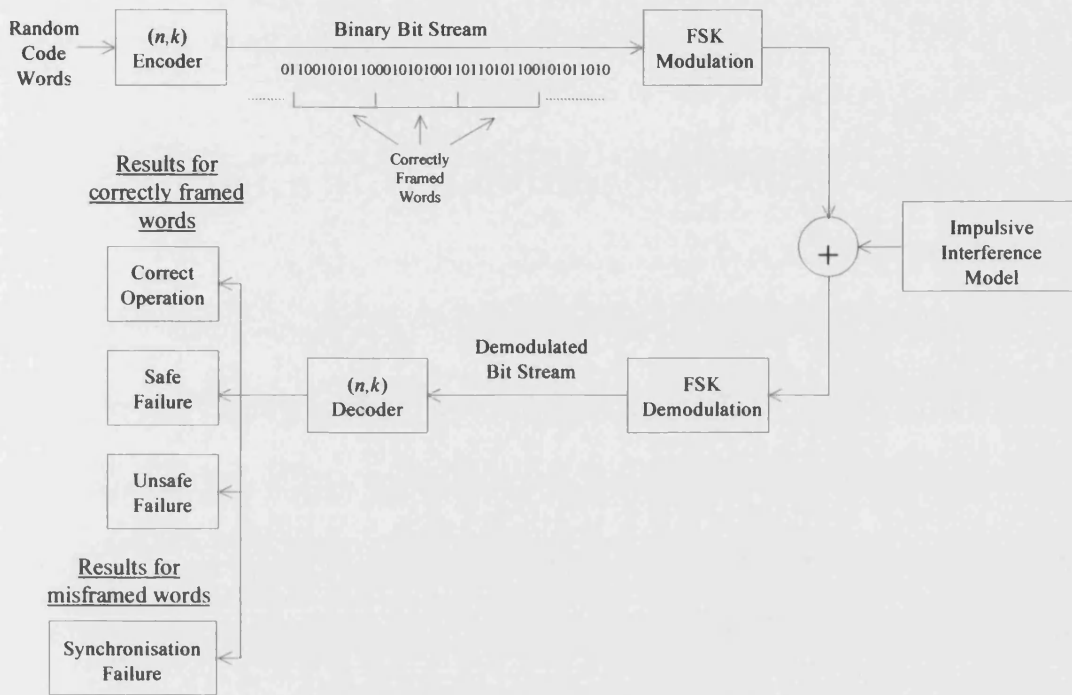 Random
Code
Words
(n,k)
Encoder
Binary Bit Stream
011001010110001010100110110101100101011010
Correctly
Framed
Words
FSK
Modulation
Impulsive
Interference
Model
+
FSK
Demodulation
Demodulated
Bit Stream
(n,k)
Decoder
Results for
correctly framed
words
Correct
Operation
Safe
Failure
Unsafe
Failure
Results for
misframed words
Synchronisation
Failure